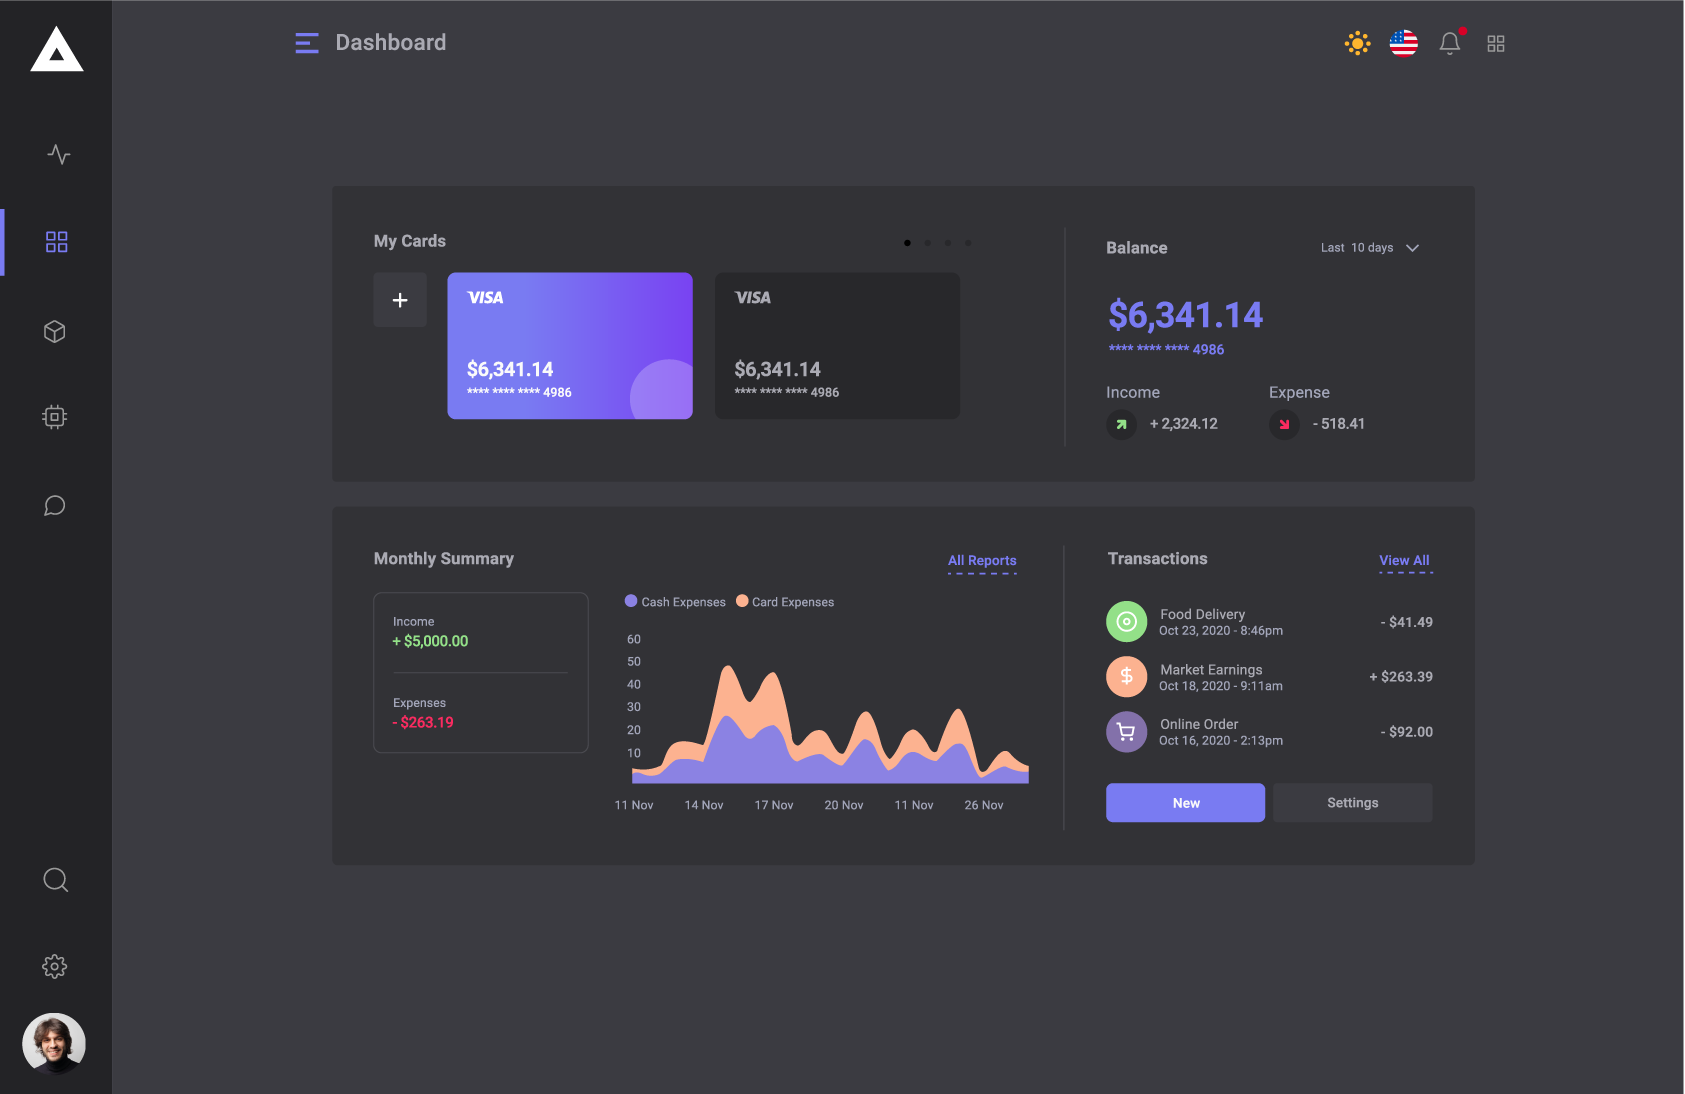 Dashboard
My Cards
VISA
$6,341.14
**** **** **** 4986
VISA
$6,341.14
**** **** **** 4986
Balance
Last 10 days
$6,341.14
**** **** **** 4986
Income
Expense
+ 2,324.12
- 518.41
Monthly Summary
All Reports
Income
+ $5,000.00
Expenses
- $263.19
Cash Expenses
Card Expenses
60
50
40
30
20
10
11 Nov
14 Nov
17 Nov
20 Nov
11 Nov
26 Nov
Transactions
View All
Food Delivery
Oct 23, 2020 - 8:46pm
- $41.49
$
Market Earnings
Oct 18, 2020 - 9:11am
+ $263.39
Online Order
Oct 16, 2020 - 2:13pm
- $92.00
New
Settings